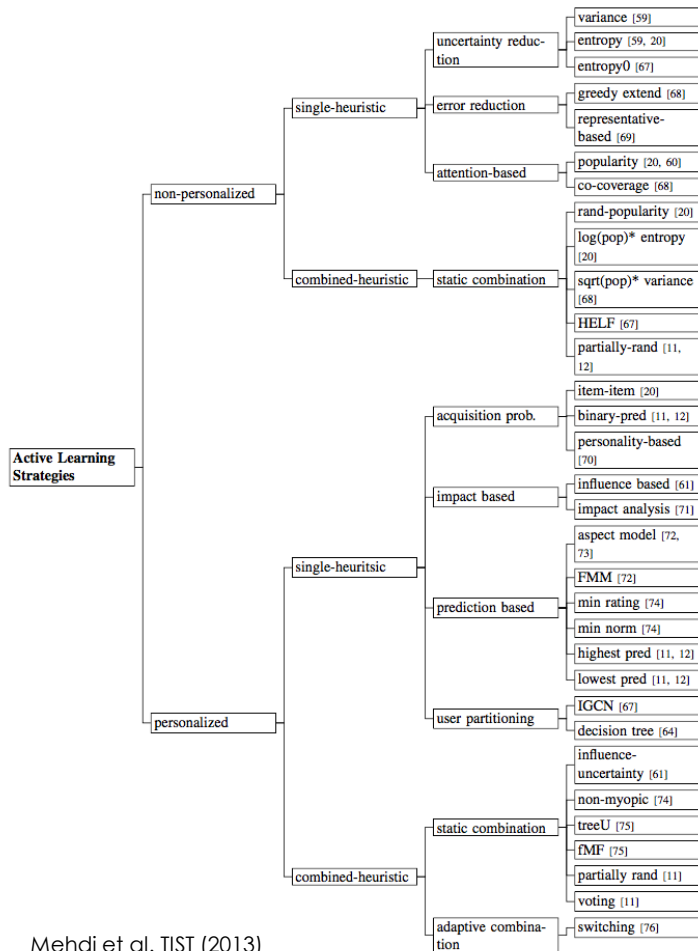 variance [59]
uncertainty reduc-
tion
entropy [59, 20]
entropy0 [67]
single-heuristic
error reduction
greedy extend [68]
representative-
based [69]
attention-based
popularity [20, 60]
co-coverage [68]
non-personalized
rand-popularity [20]
log(pop)* entropy
[20]
combined-heuristic
static combination
sqrt(pop)* variance
[68]
HELF [67]
partially-rand [11,
12]
Active Learning
Strategies
item-item [20]
acquisition prob.
binary-pred [11, 12]
personality-based
[70]
impact based
influence based [61]
impact analysis [71]
single-heuritsic
aspect model [72,
73]
FMM [72]
prediction based
min rating [74]
min norm [74]
highest pred [11, 12]
lowest pred [11, 12]
user partitioning
IGCN [67]
decision tree [64]
personalized
influence-
uncertainty [61]
non-myopic [74]
static combination
treeU [75]
fMF [75]
combined-heuristic
partially rand [11]
voting [11]
adaptive combina-
tion
switching [76]
Mehdi et al. TIST (2013)